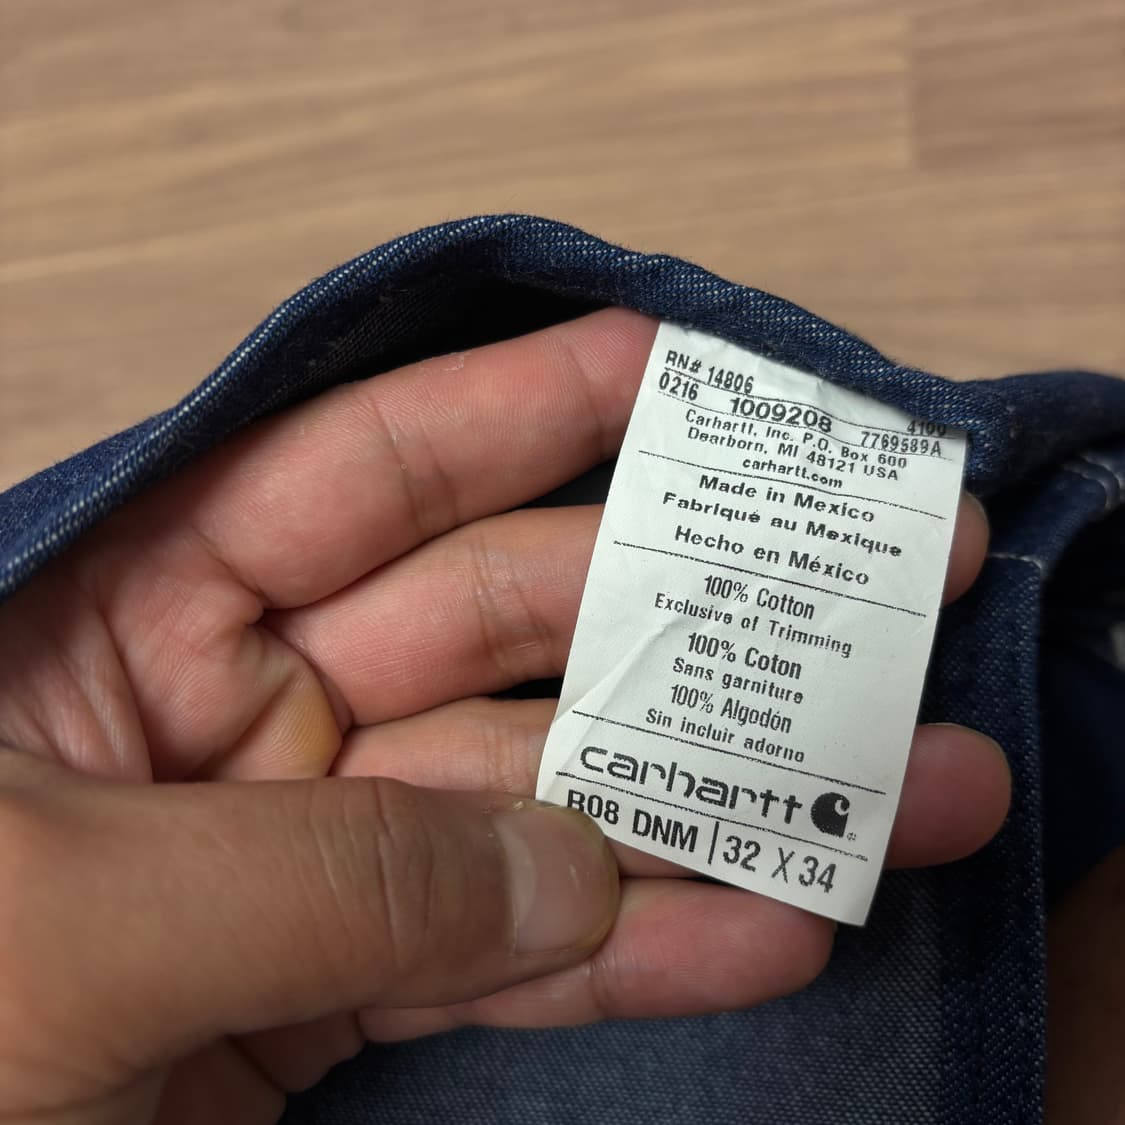 RN# 14806
0216 1009208 4100
7769589A
Carhartt, Inc. P.O. Box 600
Dearborn, MI 48121 USA
carhartt.com
Made in Mexico
Fabriqué au Mexique
Hecho en México
100% Cotton
Exclusive of Trimming
100% Coton
Sans garniture
100% Algodón
Sin incluir adorno
carhartt
B08 DNM | 32 X 34